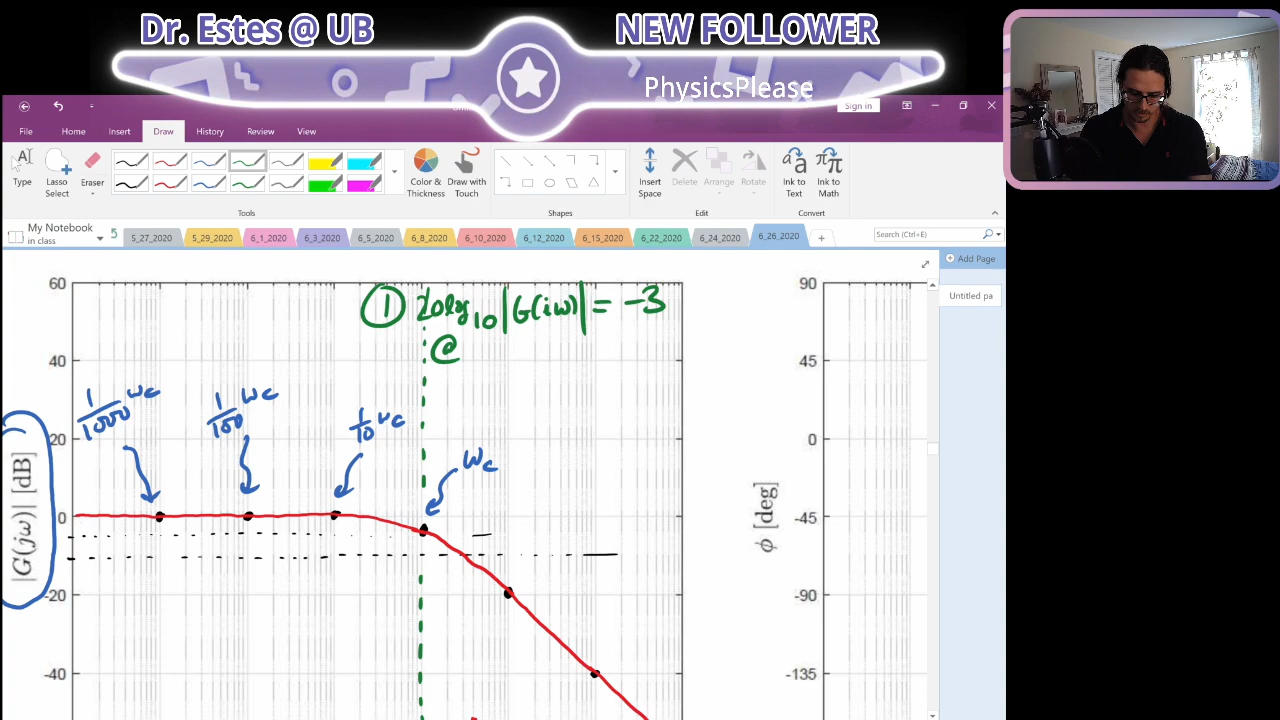 Dr. Estes @ UB
NEW FOLLOWER
PhysicsPlease
Sign in
File Home Insert Draw History Review View
Type
Lasso Select
Eraser
Color & Thickness
Draw with Touch
Insert Space
Delete
Arrange
Rotate
Ink to Text
Ink to Math
Tools
Shapes
Edit
Convert
My Notebook
in class
5
5_27_2020 5_29_2020 6_1_2020 6_3_2020 6_5_2020 6_8_2020 6_10_2020 6_12_2020 6_15_2020 6_22_2020 6_24_2020 6_26_2020
Search (Ctrl+E)
Add Page
Untitled pa
① 20log₁₀|G(iω)| = -3
@
1/1000 ωc
1/100 ωc
1/10 ωc
ωc
|G(jω)| [dB]
60
40
20
0
-20
-40
ϕ [deg]
90
45
0
-45
-90
-135